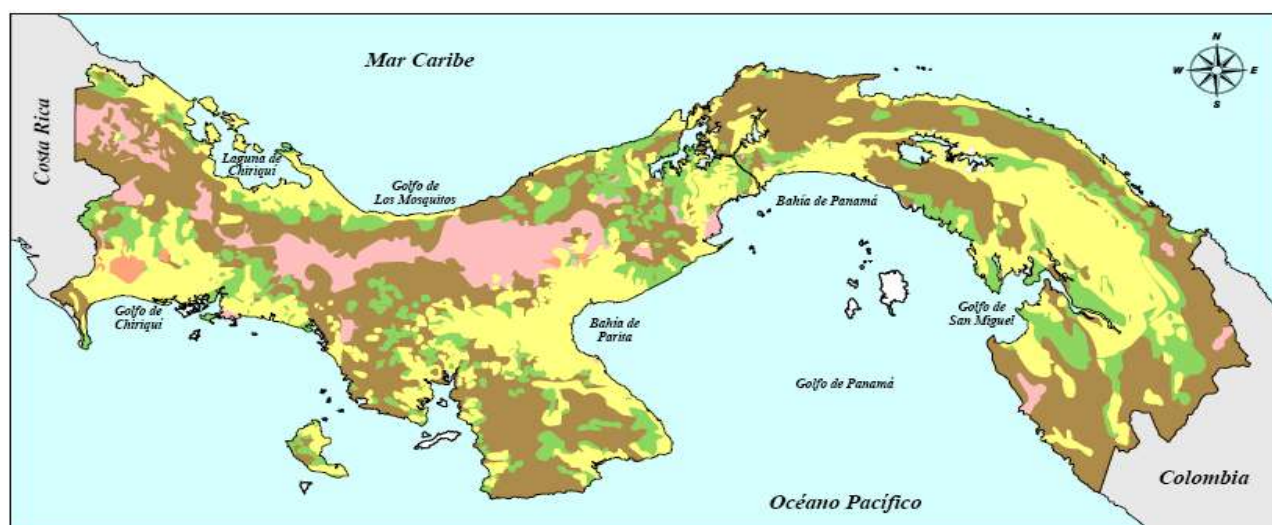 Mar Caribe
N
W E
S
Costa Rica
Laguna de
Chiriquí
Golfo de
Los Mosquitos
Bahía de Panamá
Golfo de
Chiriquí
Bahía de
Parita
Golfo de
San Miguel
Golfo de Panamá
Colombia
Océano Pacífico